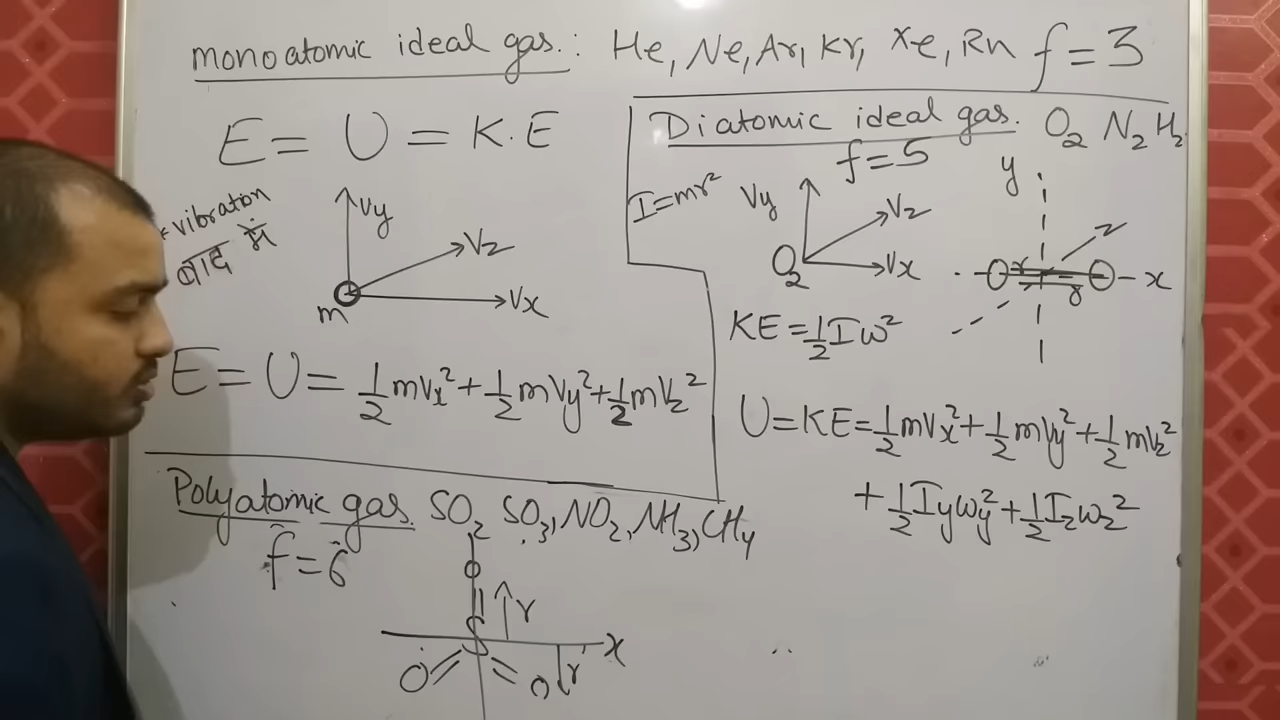 monoatomic ideal gas.: He, Ne, Ar, Kr, Xe, Rn f = 3
E = U = K.E
* vibration
बाद में
Vy
Vz
Vx
m
E = U = 1/2 mVx² + 1/2 mVy² + 1/2 mVz²
Diatomic ideal gas. O₂ N₂ H₂
f = 5
I = mr²
Vy
Vz
Vx
O₂
y
z
x
r
r
KE = 1/2 Iω²
U = KE = 1/2 mVx² + 1/2 mVy² + 1/2 mVz²
+ 1/2 Iyωy² + 1/2 Izωz²
Polyatomic gas. SO₂ SO₃, NO₂, NH₃, CH₄
f = 6
O
r
S
x
O
O
r